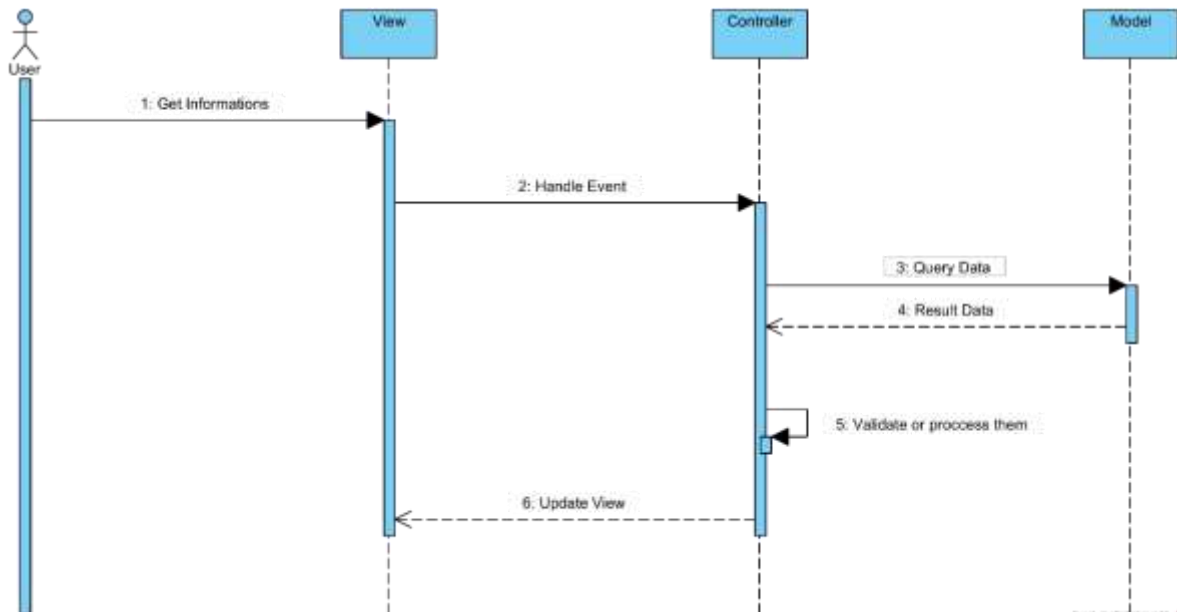 View
Controller
Model
User
1: Get Informations
2: Handle Event
3: Query Data
4: Result Data
5: Validate or proccess them
6: Update View